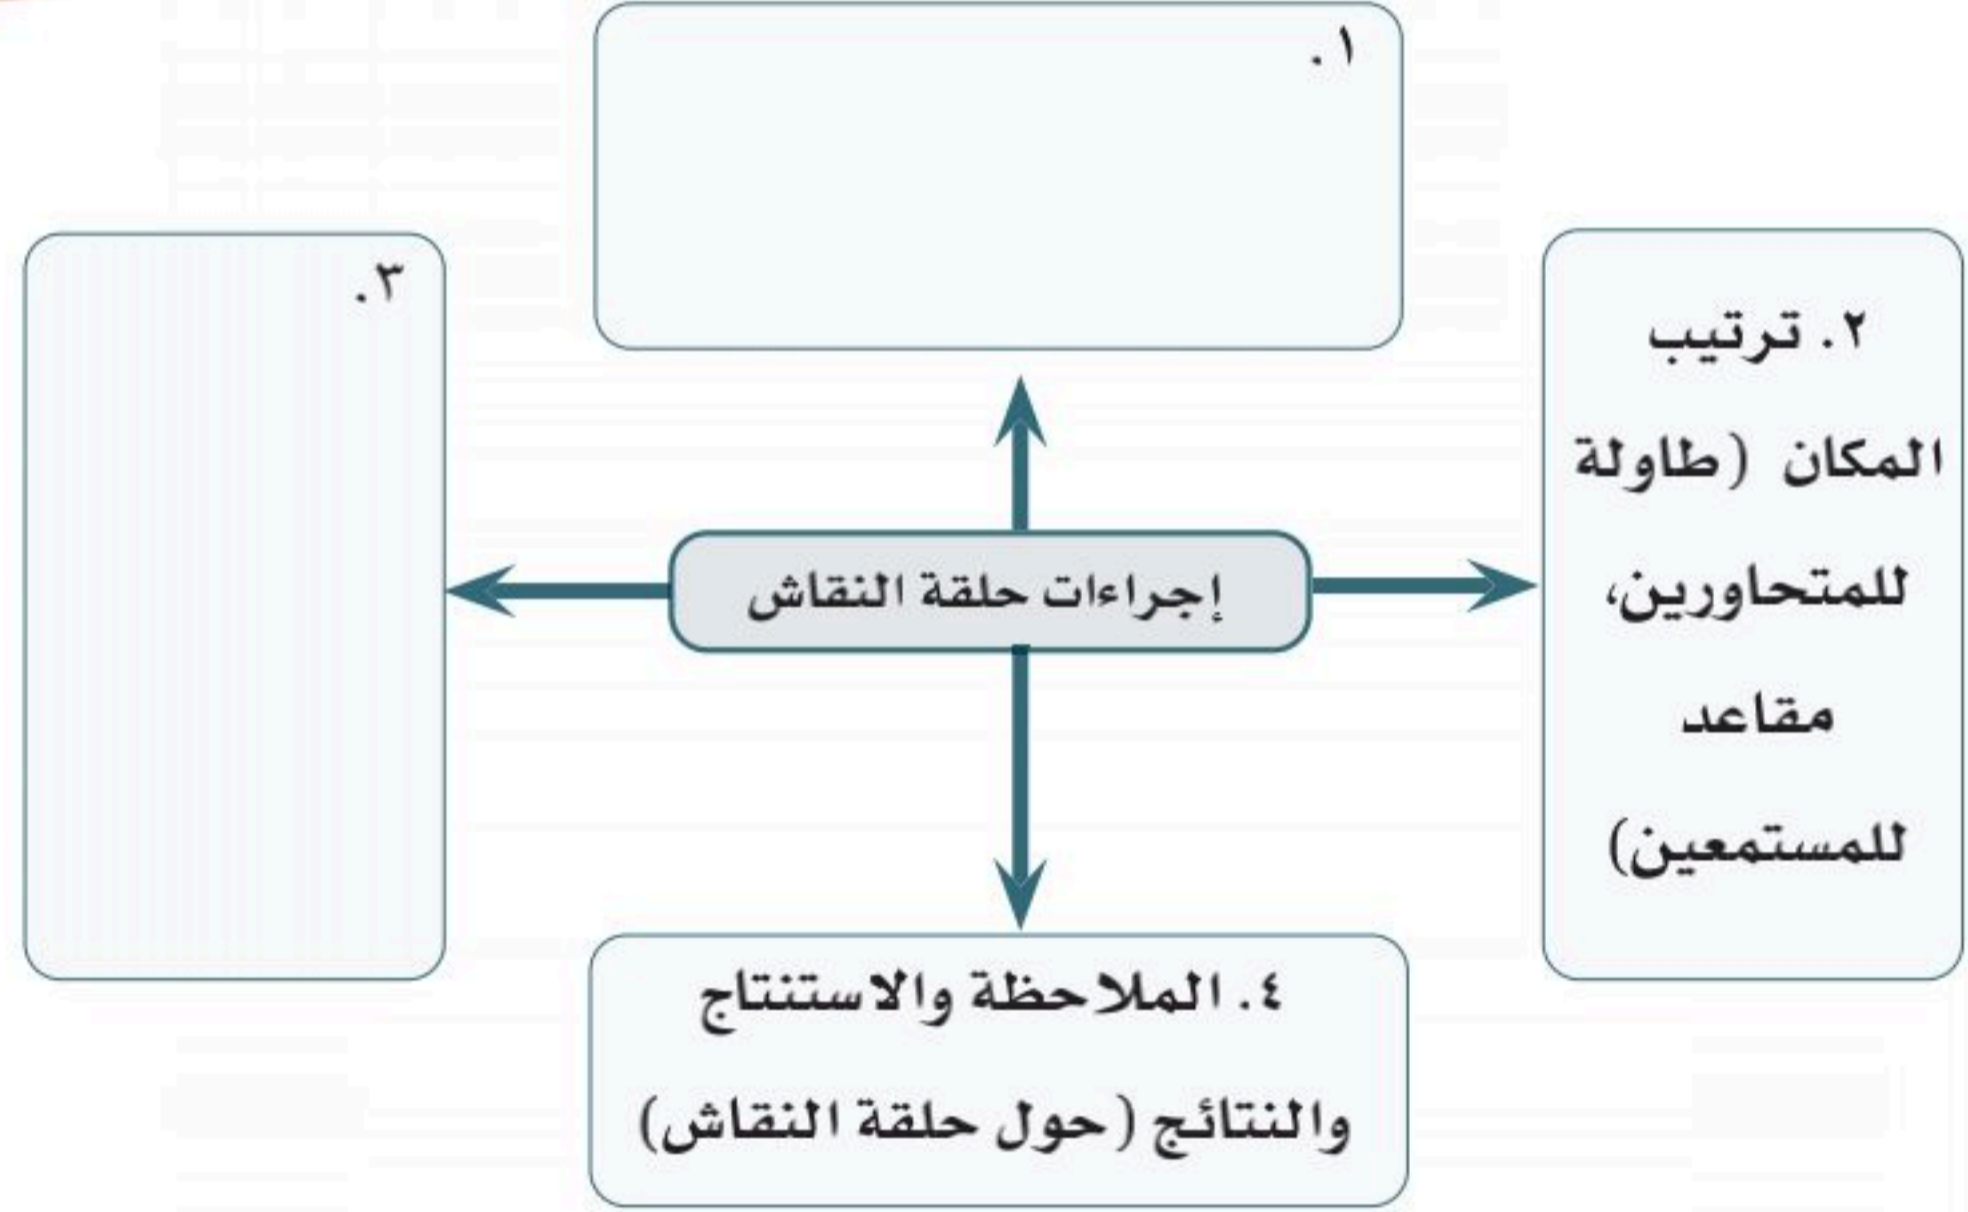 ١.
٢. ترتيب
المكان (طاولة
للمتحاورين،
مقاعد
للمستمعين)
٣.
إجراءات حلقة النقاش
٤. الملاحظة والاستنتاج
والنتائج (حول حلقة النقاش)